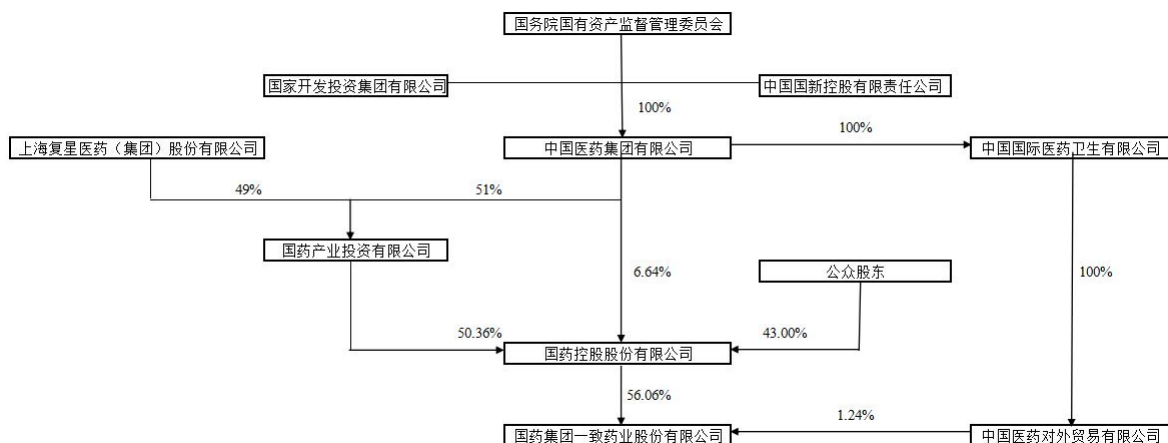 国务院国有资产监督管理委员会
国家开发投资集团有限公司
中国国新控股有限责任公司
100%
上海复星医药（集团）股份有限公司
中国医药集团有限公司
100%
中国国际医药卫生有限公司
49%
51%
国药产业投资有限公司
6.64%
公众股东
100%
50.36%
43.00%
国药控股股份有限公司
56.06%
1.24%
国药集团一致药业股份有限公司
中国医药对外贸易有限公司